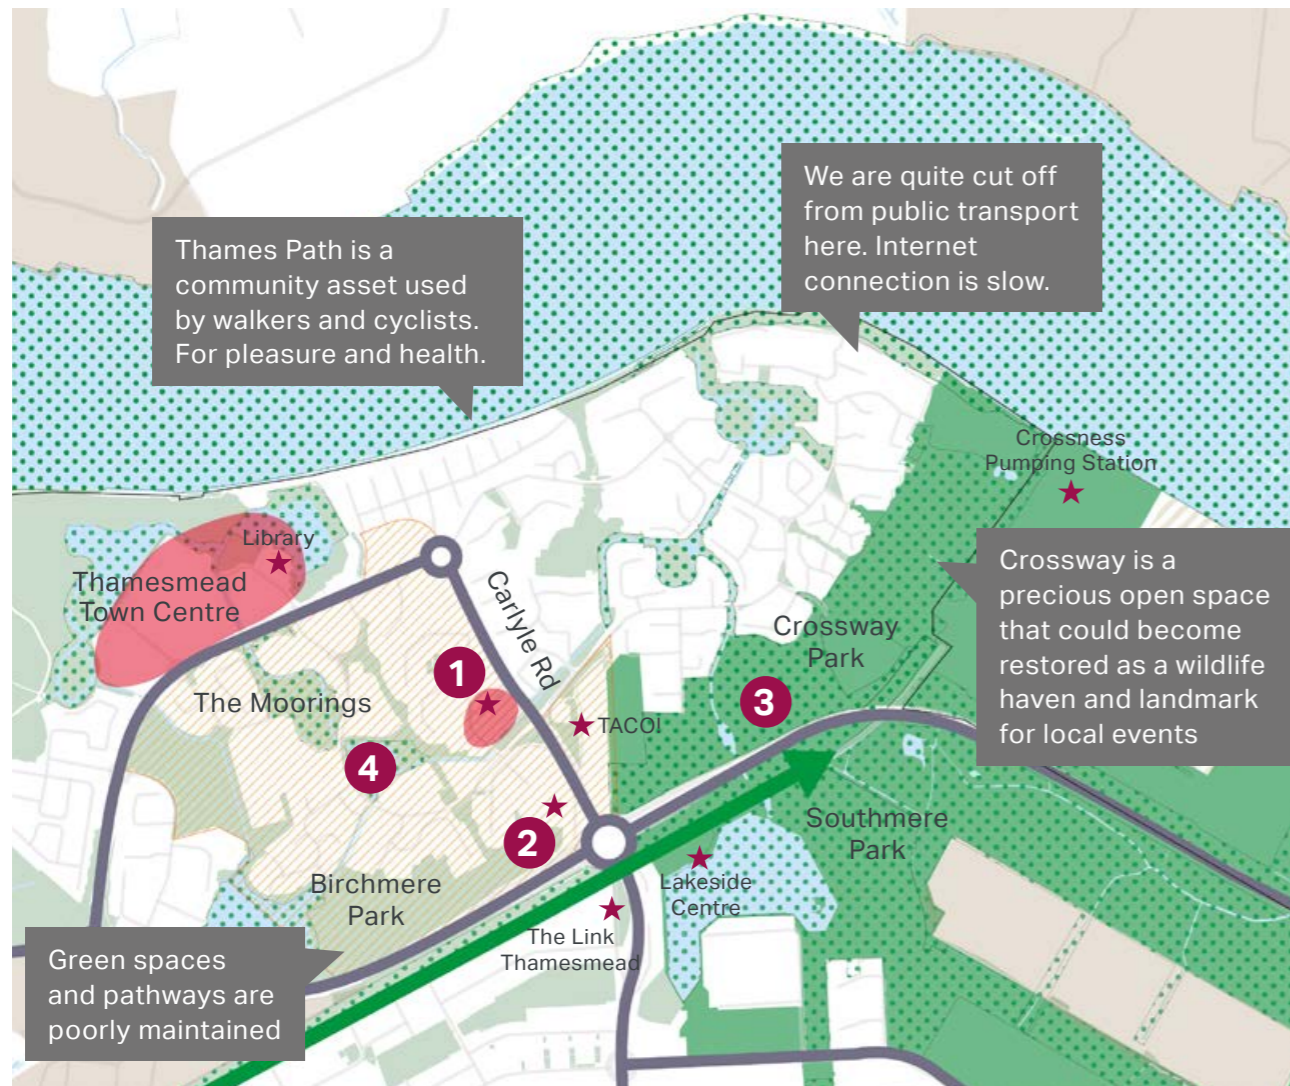 We are quite cut off
from public transport
here. Internet
connection is slow.
Thames Path is a
community asset used
by walkers and cyclists.
For pleasure and health.
Crossness
Pumping Station
Library
Thamesmead
Town Centre
Crossway is a
precious open space
that could become
restored as a wildlife
haven and landmark
for local events
Carlyle Rd
Crossway
Park
1
The Moorings
3
TACO!
4
2
Southmere
Park
Birchmere
Park
Lakeside
Centre
The Link
Thamesmead
Green spaces
and pathways are
poorly maintained